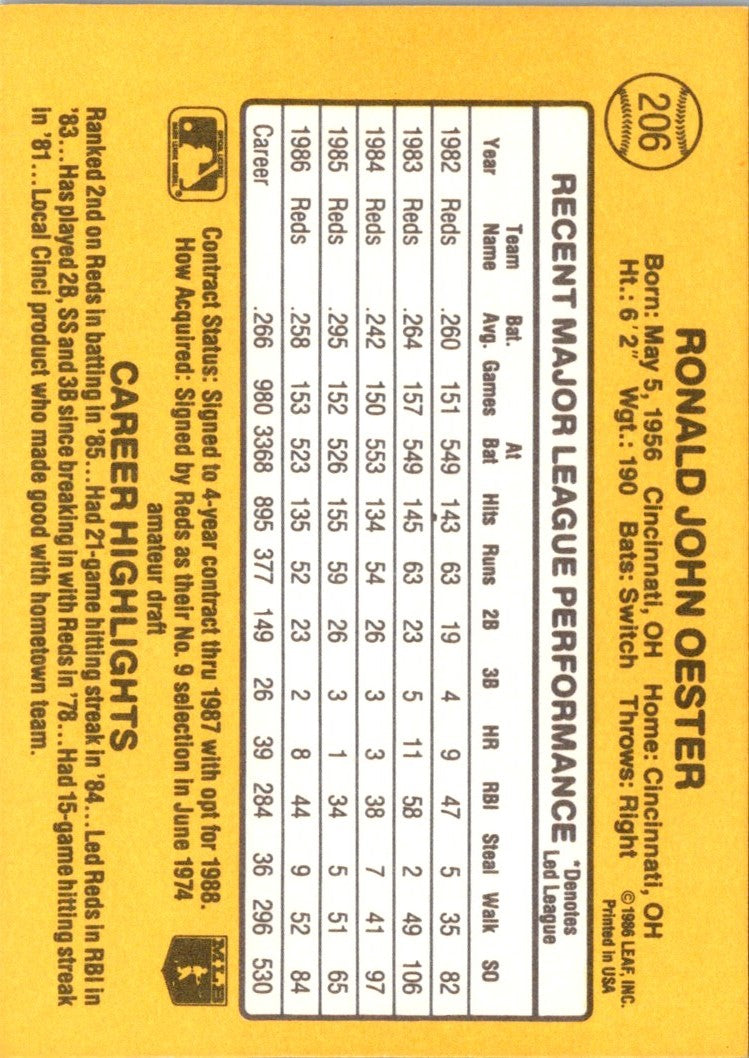 206
RONALD JOHN OESTER
Born: May 5, 1956 Cincinnati, OH Home: Cincinnati, OH
Ht.: 6'2" Wgt.: 190 Bats: Switch Throws: Right
© 1986 LEAF, INC.
Printed in USA
RECENT MAJOR LEAGUE PERFORMANCE *Denotes Led League
Year Team Name Bat. Avg. Games At Bat Hits Runs 2B 3B HR RBI Steal Walk SO
1982 Reds .260 151 549 143 63 19 4 9 47 5 35 82
1983 Reds .264 157 549 145 63 23 5 11 58 2 49 106
1984 Reds .242 150 553 134 54 26 3 3 38 7 41 97
1985 Reds .295 152 526 155 59 26 3 1 34 5 51 65
1986 Reds .258 153 523 135 52 23 2 8 44 9 52 84
Career .266 980 3368 895 377 149 26 39 284 36 296 530
Contract Status: Signed to 4-year contract thru 1987 with opt for 1988.
How Acquired: Signed by Reds as their No. 9 selection in June 1974
amateur draft
MLB
CAREER HIGHLIGHTS
Ranked 2nd on Reds in batting in '85...Had 21-game hitting streak in '84...Led Reds in RBI in
'83...Has played 2B, SS and 3B since breaking in with Reds in '78...Had 15-game hitting streak
in '81...Local Cinci product who made good with hometown team.